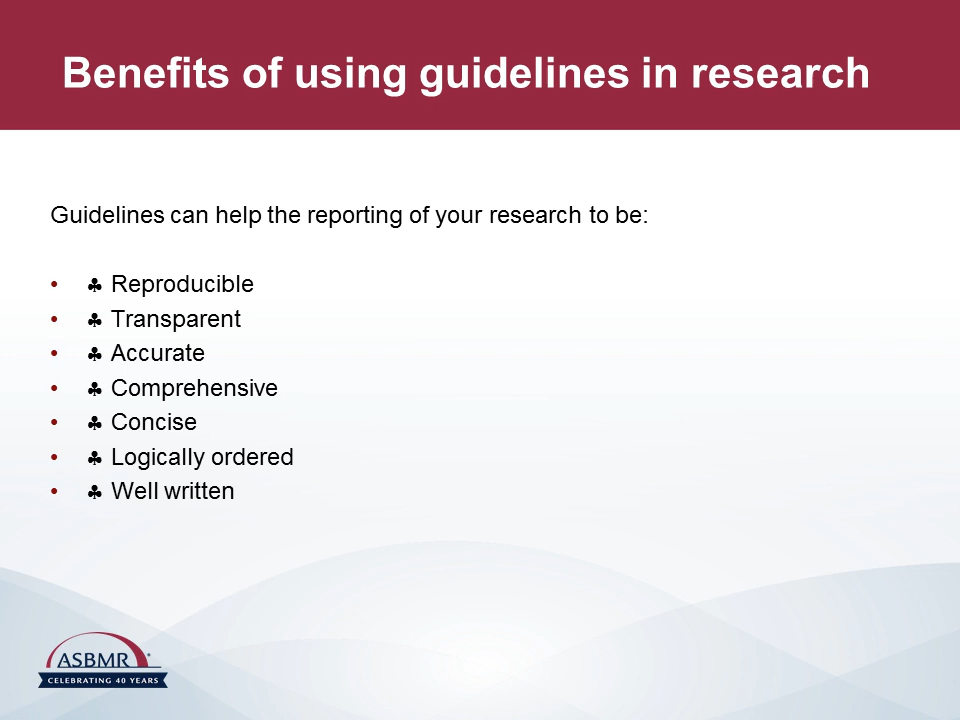 Benefits of using guidelines in research
Guidelines can help the reporting of your research to be:
• ♣ Reproducible
• ♣ Transparent
• ♣ Accurate
• ♣ Comprehensive
• ♣ Concise
• ♣ Logically ordered
• ♣ Well written
ASBMR
CELEBRATING 40 YEARS